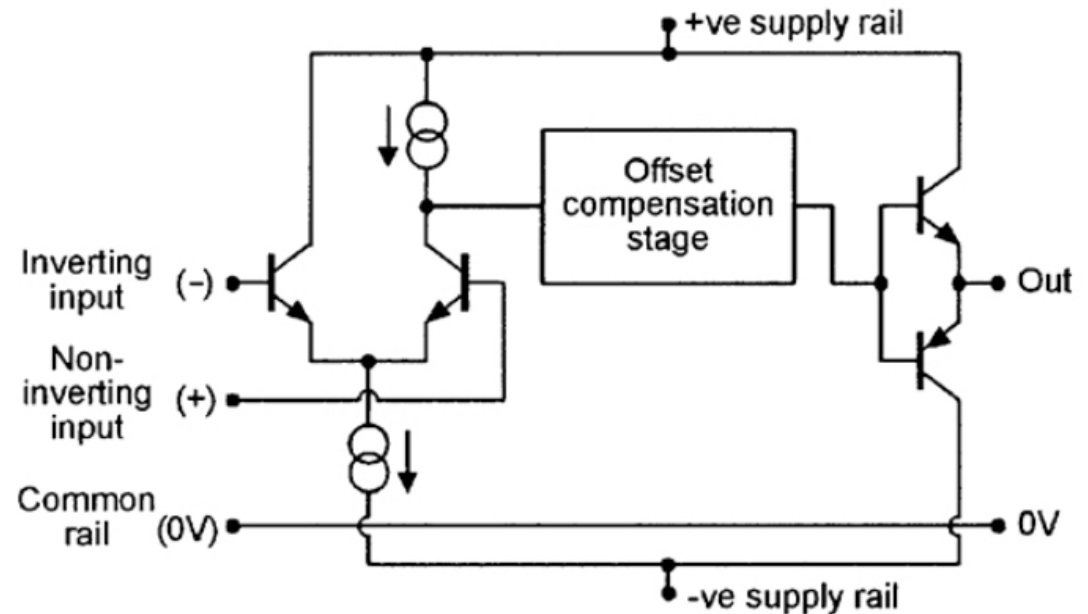 +ve supply rail
Offset
compensation
stage
Inverting
input
(-)
Out
Non-
inverting
input
(+)
Common
rail
(0V)
0V
-ve supply rail